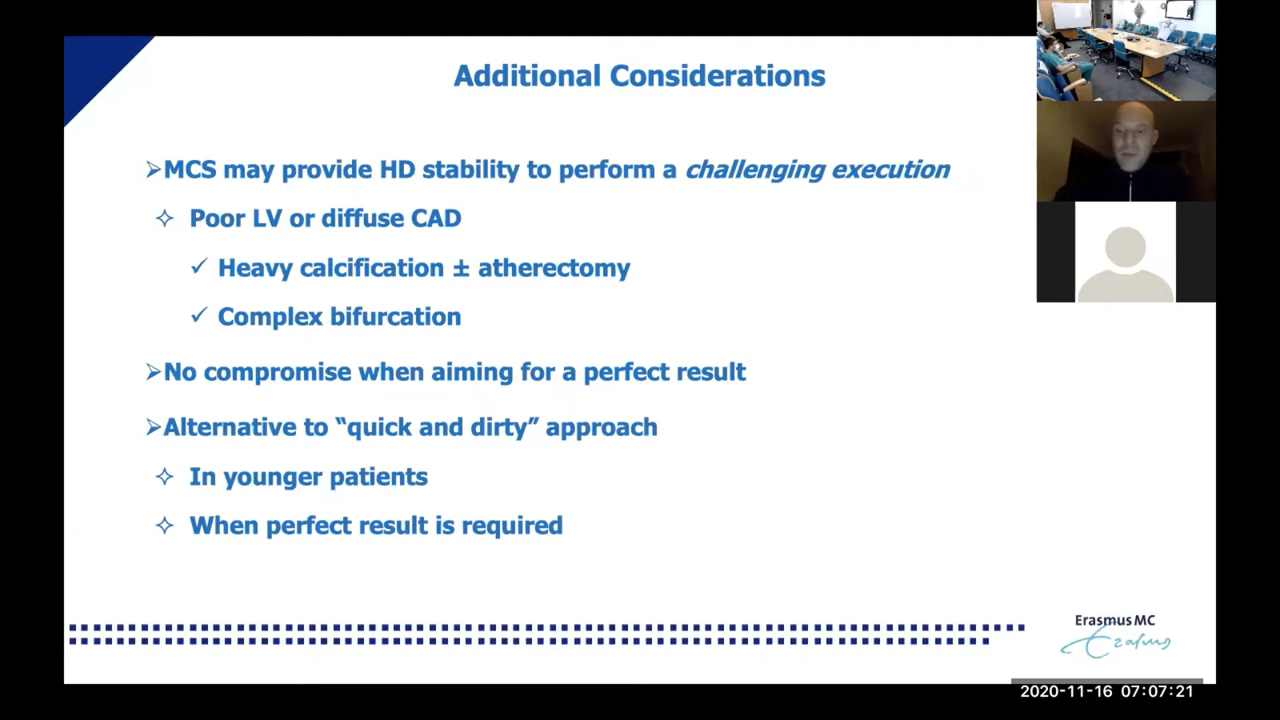 Additional Considerations
MCS may provide HD stability to perform a challenging execution
Poor LV or diffuse CAD
Heavy calcification ± atherectomy
Complex bifurcation
No compromise when aiming for a perfect result
Alternative to “quick and dirty” approach
In younger patients
When perfect result is required
Erasmus MC
Erasmus
2020-11-16 07:07:21